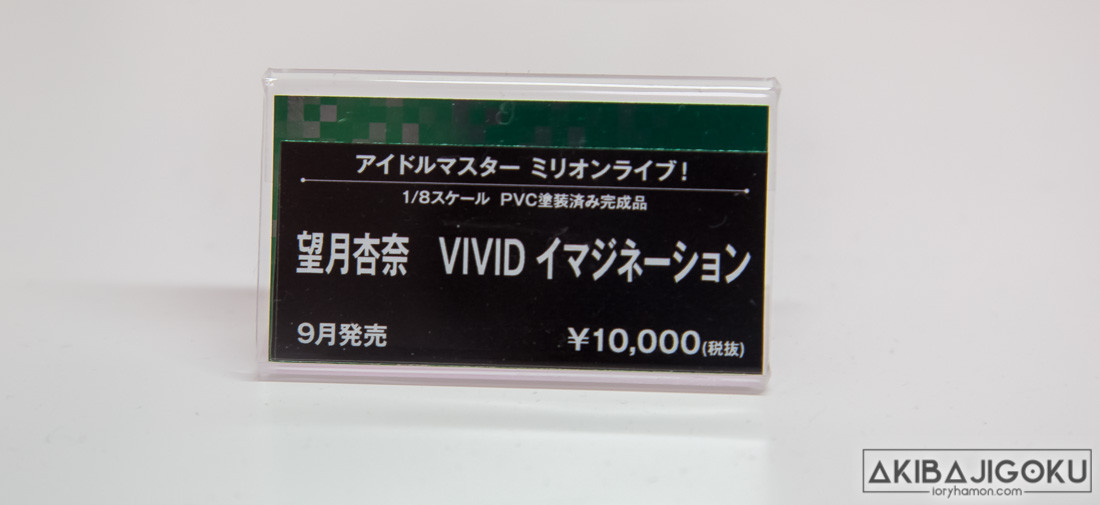 アイドルマスター ミリオンライブ!
1/8スケール PVC塗装済み完成品
望月杏奈 VIVID イマジネーション
9月発売 ¥10,000(税抜)
AKIBAJIGOKU
ioryhamon.com